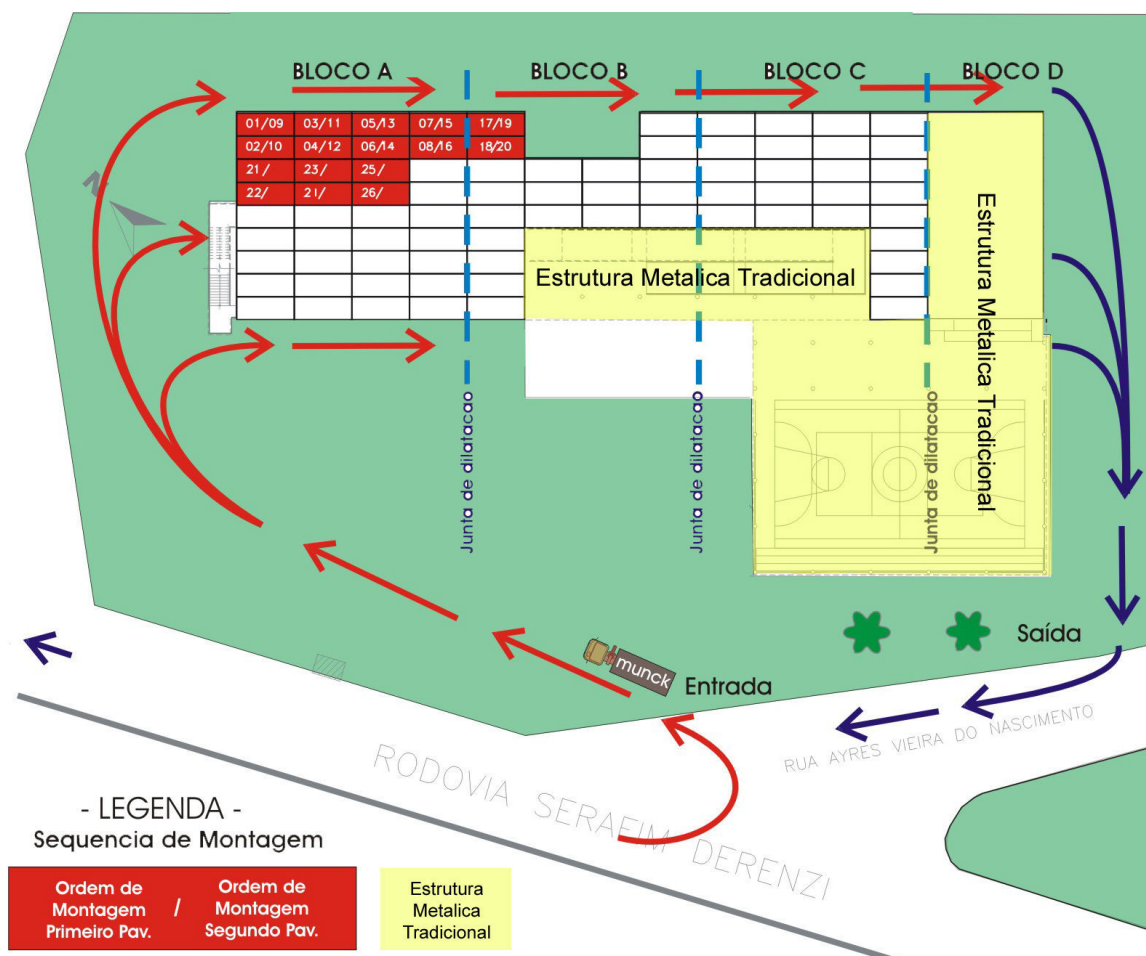 BLOCO A
BLOCO B
BLOCO C
BLOCO D
01/09 03/11 05/13 07/15 17/19
02/10 04/12 06/14 08/16 18/20
21/ 23/ 25/
22/ 21/ 26/
N
Estrutura Metalica Tradicional
Estrutura Metalica Tradicional
Junta de dilatacao
Junta de dilatacao
Junta de dilatacao
Saída
munck
Entrada
RUA AYRES VIEIRA DO NASCIMENTO
RODOVIA SERAFIM DERENZI
- LEGENDA -
Sequencia de Montagem
Ordem de
Montagem
Primeiro Pav.
/
Ordem de
Montagem
Segundo Pav.
Estrutura
Metalica
Tradicional